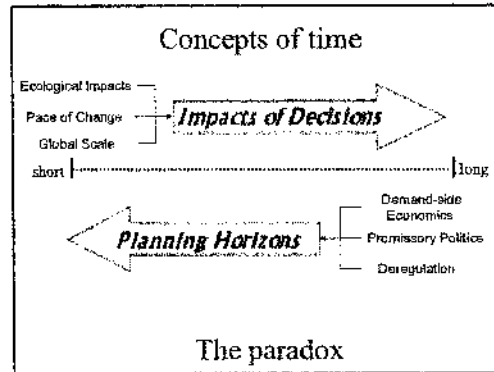 Concepts of time
Ecological Impacts
Pace of Change
Global Scale
Impacts of Decisions
short
long
Demand-side
Economics
Planning Horizons
Promissory Politics
Deregulation
The paradox